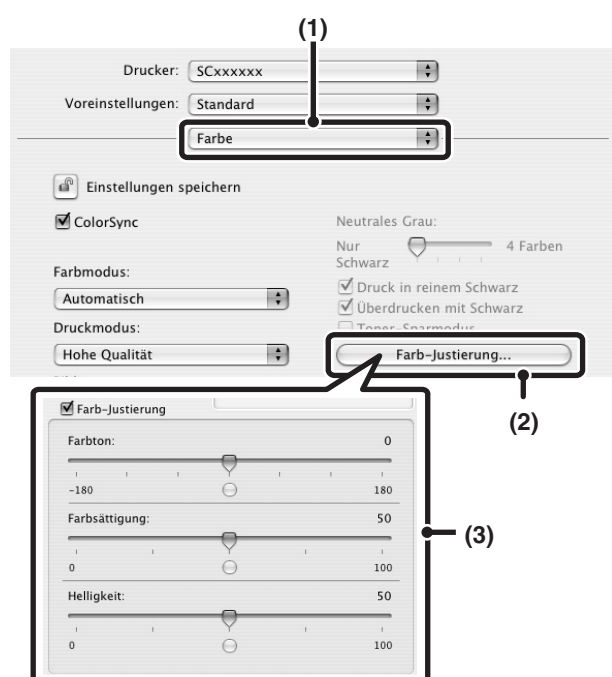 (1)
Drucker: SCxxxxxx
Voreinstellungen: Standard
Farbe
Einstellungen speichern
ColorSync
Neutrales Grau:
Nur Schwarz
4 Farben
Farbmodus:
Automatisch
Druck in reinem Schwarz
Überdrucken mit Schwarz
Toner-Sparmodus
Druckmodus:
Hohe Qualität
Farb-Justierung...
(2)
Farb-Justierung
Farbton: 0
-180 180
Farbsättigung: 50
0 100
(3)
Helligkeit: 50
0 100